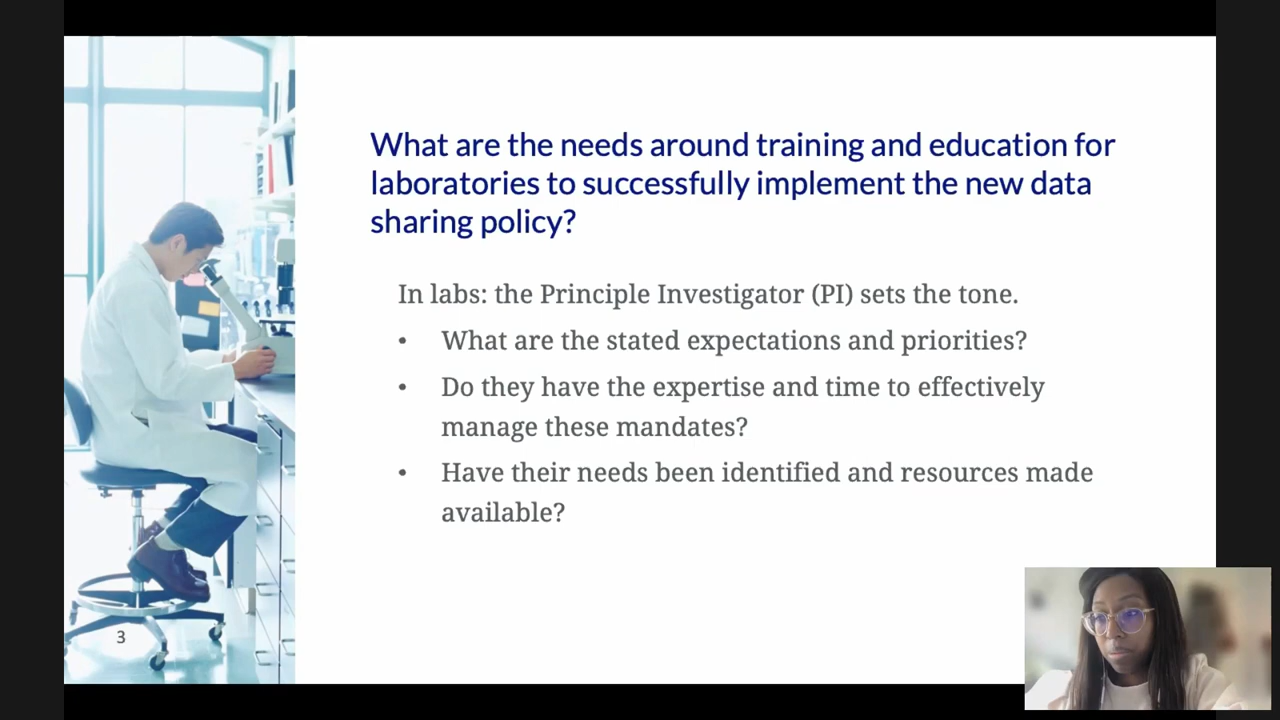 What are the needs around training and education for
laboratories to successfully implement the new data
sharing policy?
In labs: the Principle Investigator (PI) sets the tone.
• What are the stated expectations and priorities?
• Do they have the expertise and time to effectively
manage these mandates?
• Have their needs been identified and resources made
available?
3